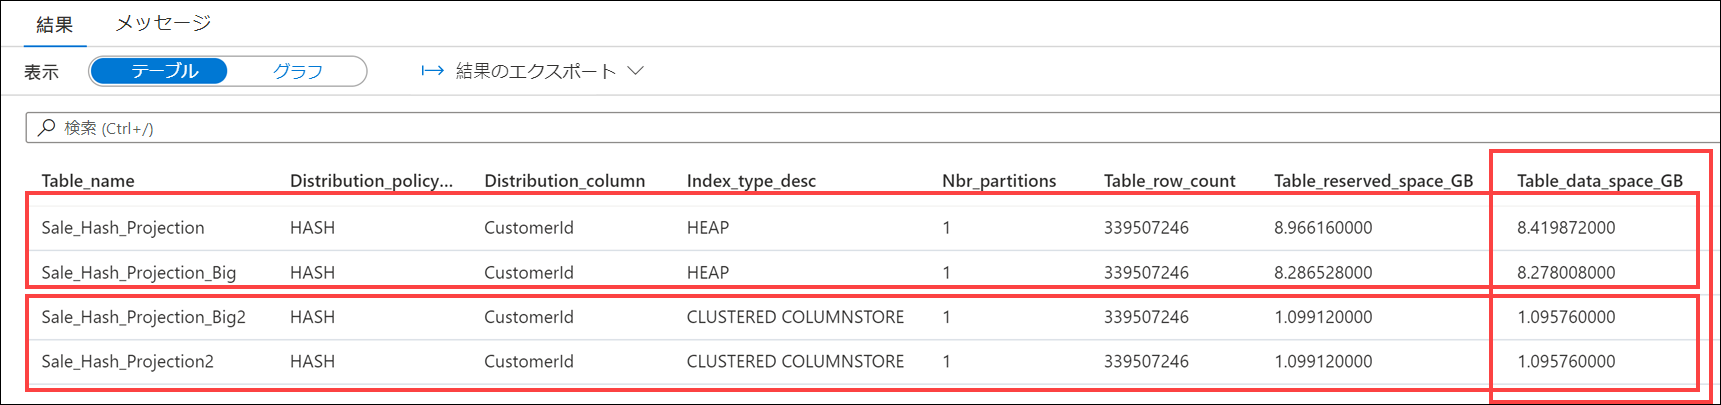 結果 メッセージ
表示 テーブル グラフ 結果のエクスポート
検索 (Ctrl+/)
Table_name Distribution_policy... Distribution_column Index_type_desc Nbr_partitions Table_row_count Table_reserved_space_GB Table_data_space_GB
Sale_Hash_Projection HASH CustomerId HEAP 1 339507246 8.966160000 8.419872000
Sale_Hash_Projection_Big HASH CustomerId HEAP 1 339507246 8.286528000 8.278008000
Sale_Hash_Projection_Big2 HASH CustomerId CLUSTERED COLUMNSTORE 1 339507246 1.099120000 1.095760000
Sale_Hash_Projection2 HASH CustomerId CLUSTERED COLUMNSTORE 1 339507246 1.099120000 1.095760000